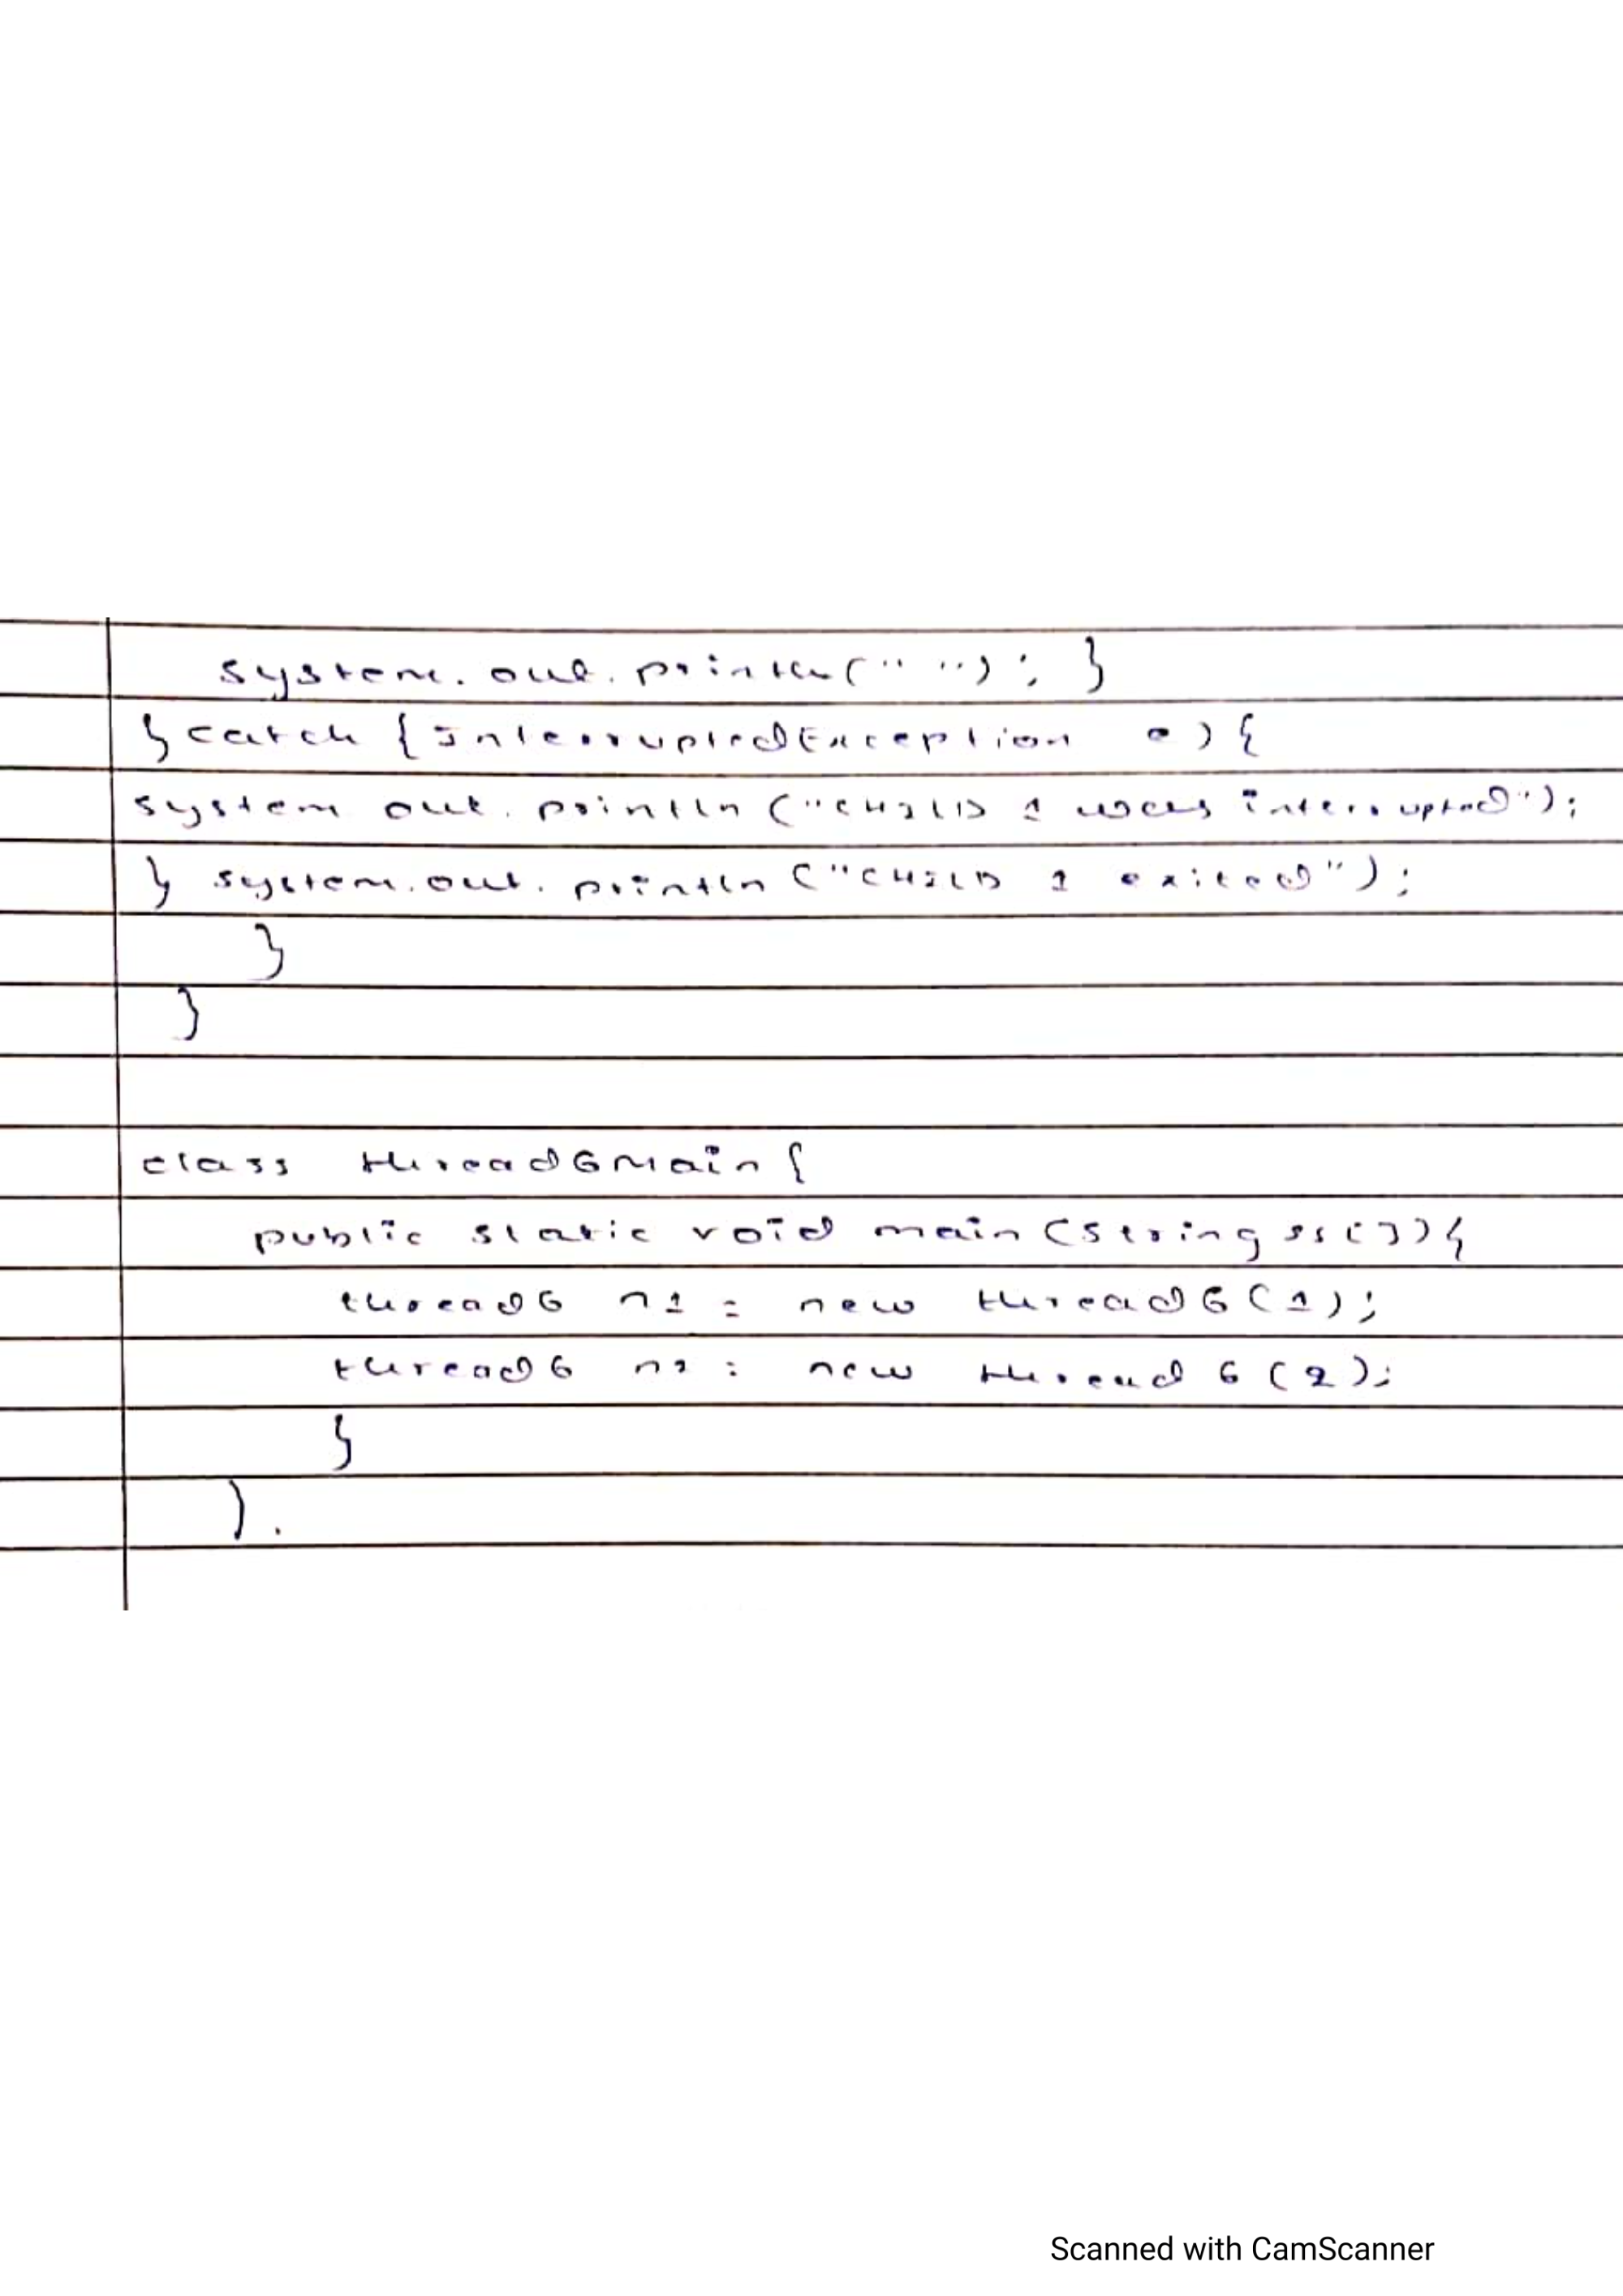 system.out.println(" "); }
} catch { InterruptedException e) {
system out.println ("CHILD 1 was interrupted");
} system.out.println ("CHILD 1 exited");
}
}
class thread6Main {
public static void main (String ss[]) {
thread6 n1 = new thread6 (1);
thread6 n2 = new thread 6 (2);
}
} .
Scanned with CamScanner